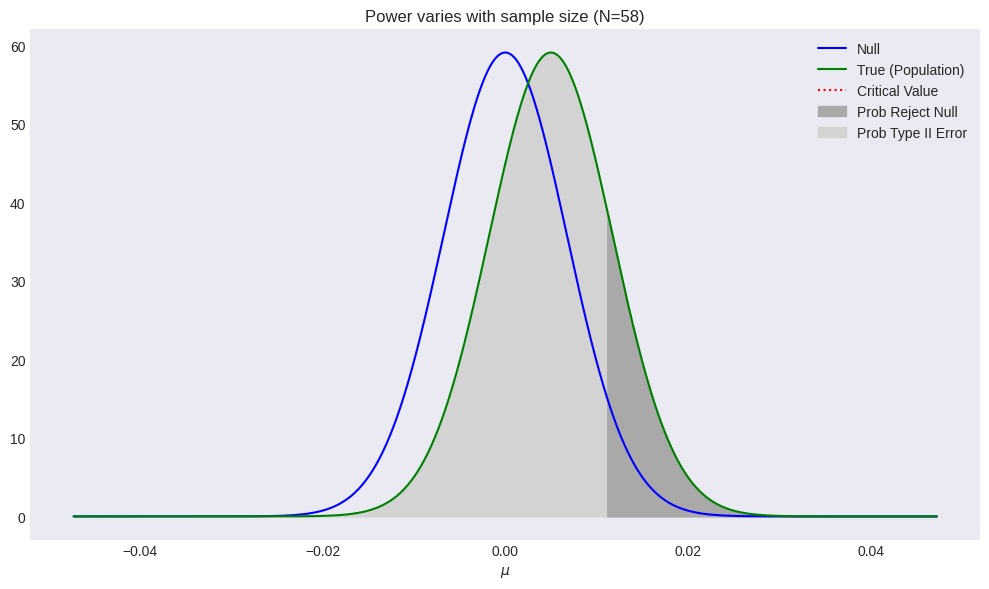 Power varies with sample size (N=58)
Null
True (Population)
Critical Value
Prob Reject Null
Prob Type II Error
60
50
40
30
20
10
0
−0.04 −0.02 0.00 0.02 0.04
μ